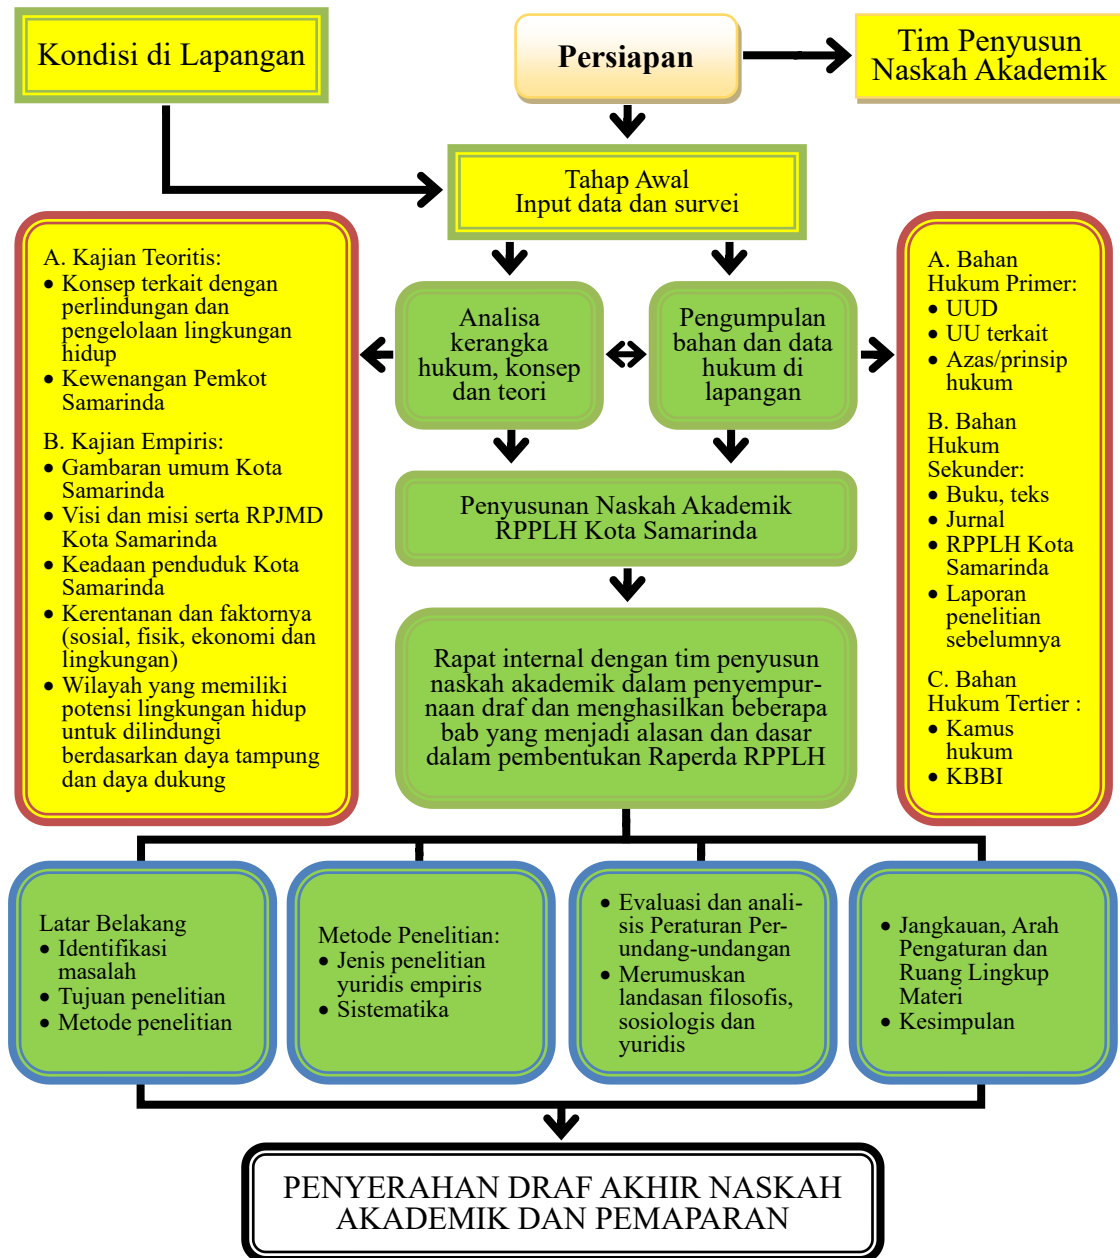 Kondisi di Lapangan
Persiapan
Tim Penyusun
Naskah Akademik
Tahap Awal
Input data dan survei
A. Kajian Teoritis:
• Konsep terkait dengan
perlindungan dan
pengelolaan lingkungan
hidup
• Kewenangan Pemkot
Samarinda
B. Kajian Empiris:
• Gambaran umum Kota
Samarinda
• Visi dan misi serta RPJMD
Kota Samarinda
• Keadaan penduduk Kota
Samarinda
• Kerentanan dan faktornya
(sosial, fisik, ekonomi dan
lingkungan)
• Wilayah yang memiliki
potensi lingkungan hidup
untuk dilindungi
berdasarkan daya tampung
dan daya dukung
Analisa
kerangka
hukum, konsep
dan teori
Pengumpulan
bahan dan data
hukum di
lapangan
A. Bahan
Hukum Primer:
• UUD
• UU terkait
• Azas/prinsip
hukum
B. Bahan
Hukum
Sekunder:
• Buku, teks
• Jurnal
• RPPLH Kota
Samarinda
• Laporan
penelitian
sebelumnya
C. Bahan
Hukum Tertier :
• Kamus
hukum
• KBBI
Penyusunan Naskah Akademik
RPPLH Kota Samarinda
Rapat internal dengan tim penyusun
naskah akademik dalam penyempur-
naan draf dan menghasilkan beberapa
bab yang menjadi alasan dan dasar
dalam pembentukan Raperda RPPLH
Latar Belakang
• Identifikasi
masalah
• Tujuan penelitian
• Metode penelitian
Metode Penelitian:
• Jenis penelitian
yuridis empiris
• Sistematika
• Evaluasi dan anali-
sis Peraturan Per-
undang-undangan
• Merumuskan
landasan filosofis,
sosiologis dan
yuridis
• Jangkauan, Arah
Pengaturan dan
Ruang Lingkup
Materi
• Kesimpulan
PENYERAHAN DRAF AKHIR NASKAH
AKADEMIK DAN PEMAPARAN